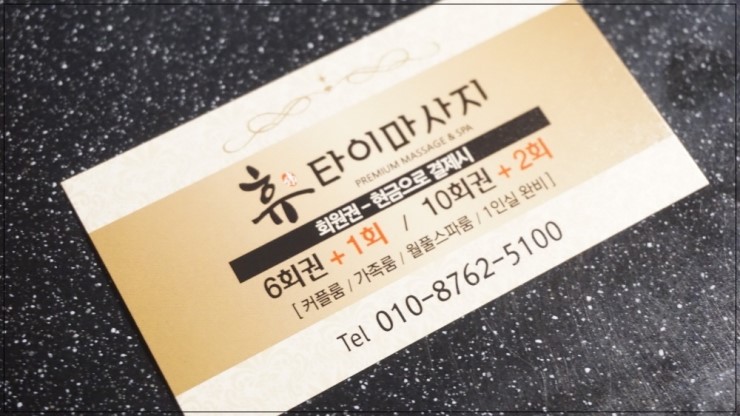 휴 타이마사지
PREMIUM MASSAGE & SPA
회원권 - 현금으로 결제시
6회권 +1회 / 10회권 +2회
[ 커플룸 / 가족룸 / 월풀스파룸 / 1인실 완비 ]
Tel 010-8762-5100